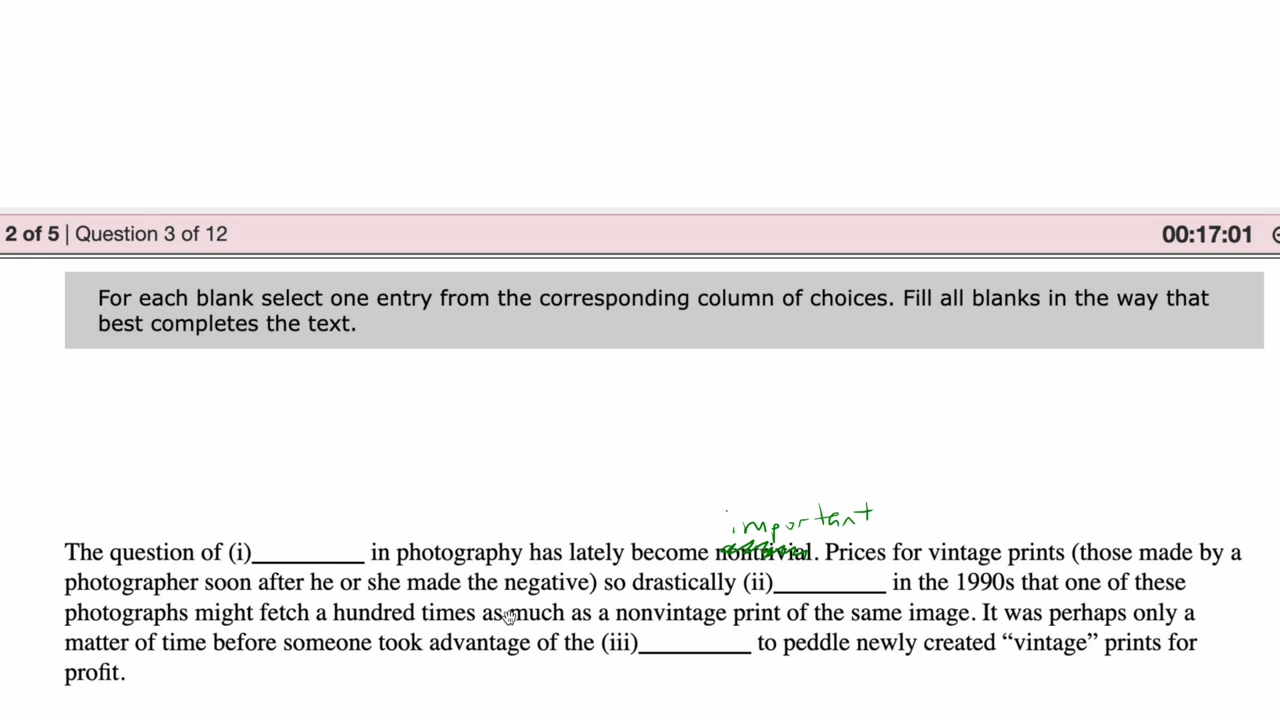 2 of 5 | Question 3 of 12 00:17:01
For each blank select one entry from the corresponding column of choices. Fill all blanks in the way that
best completes the text.
important
The question of (i)__________ in photography has lately become nontrivial. Prices for vintage prints (those made by a
photographer soon after he or she made the negative) so drastically (ii)__________ in the 1990s that one of these
photographs might fetch a hundred times as much as a nonvintage print of the same image. It was perhaps only a
matter of time before someone took advantage of the (iii)__________ to peddle newly created “vintage” prints for
profit.